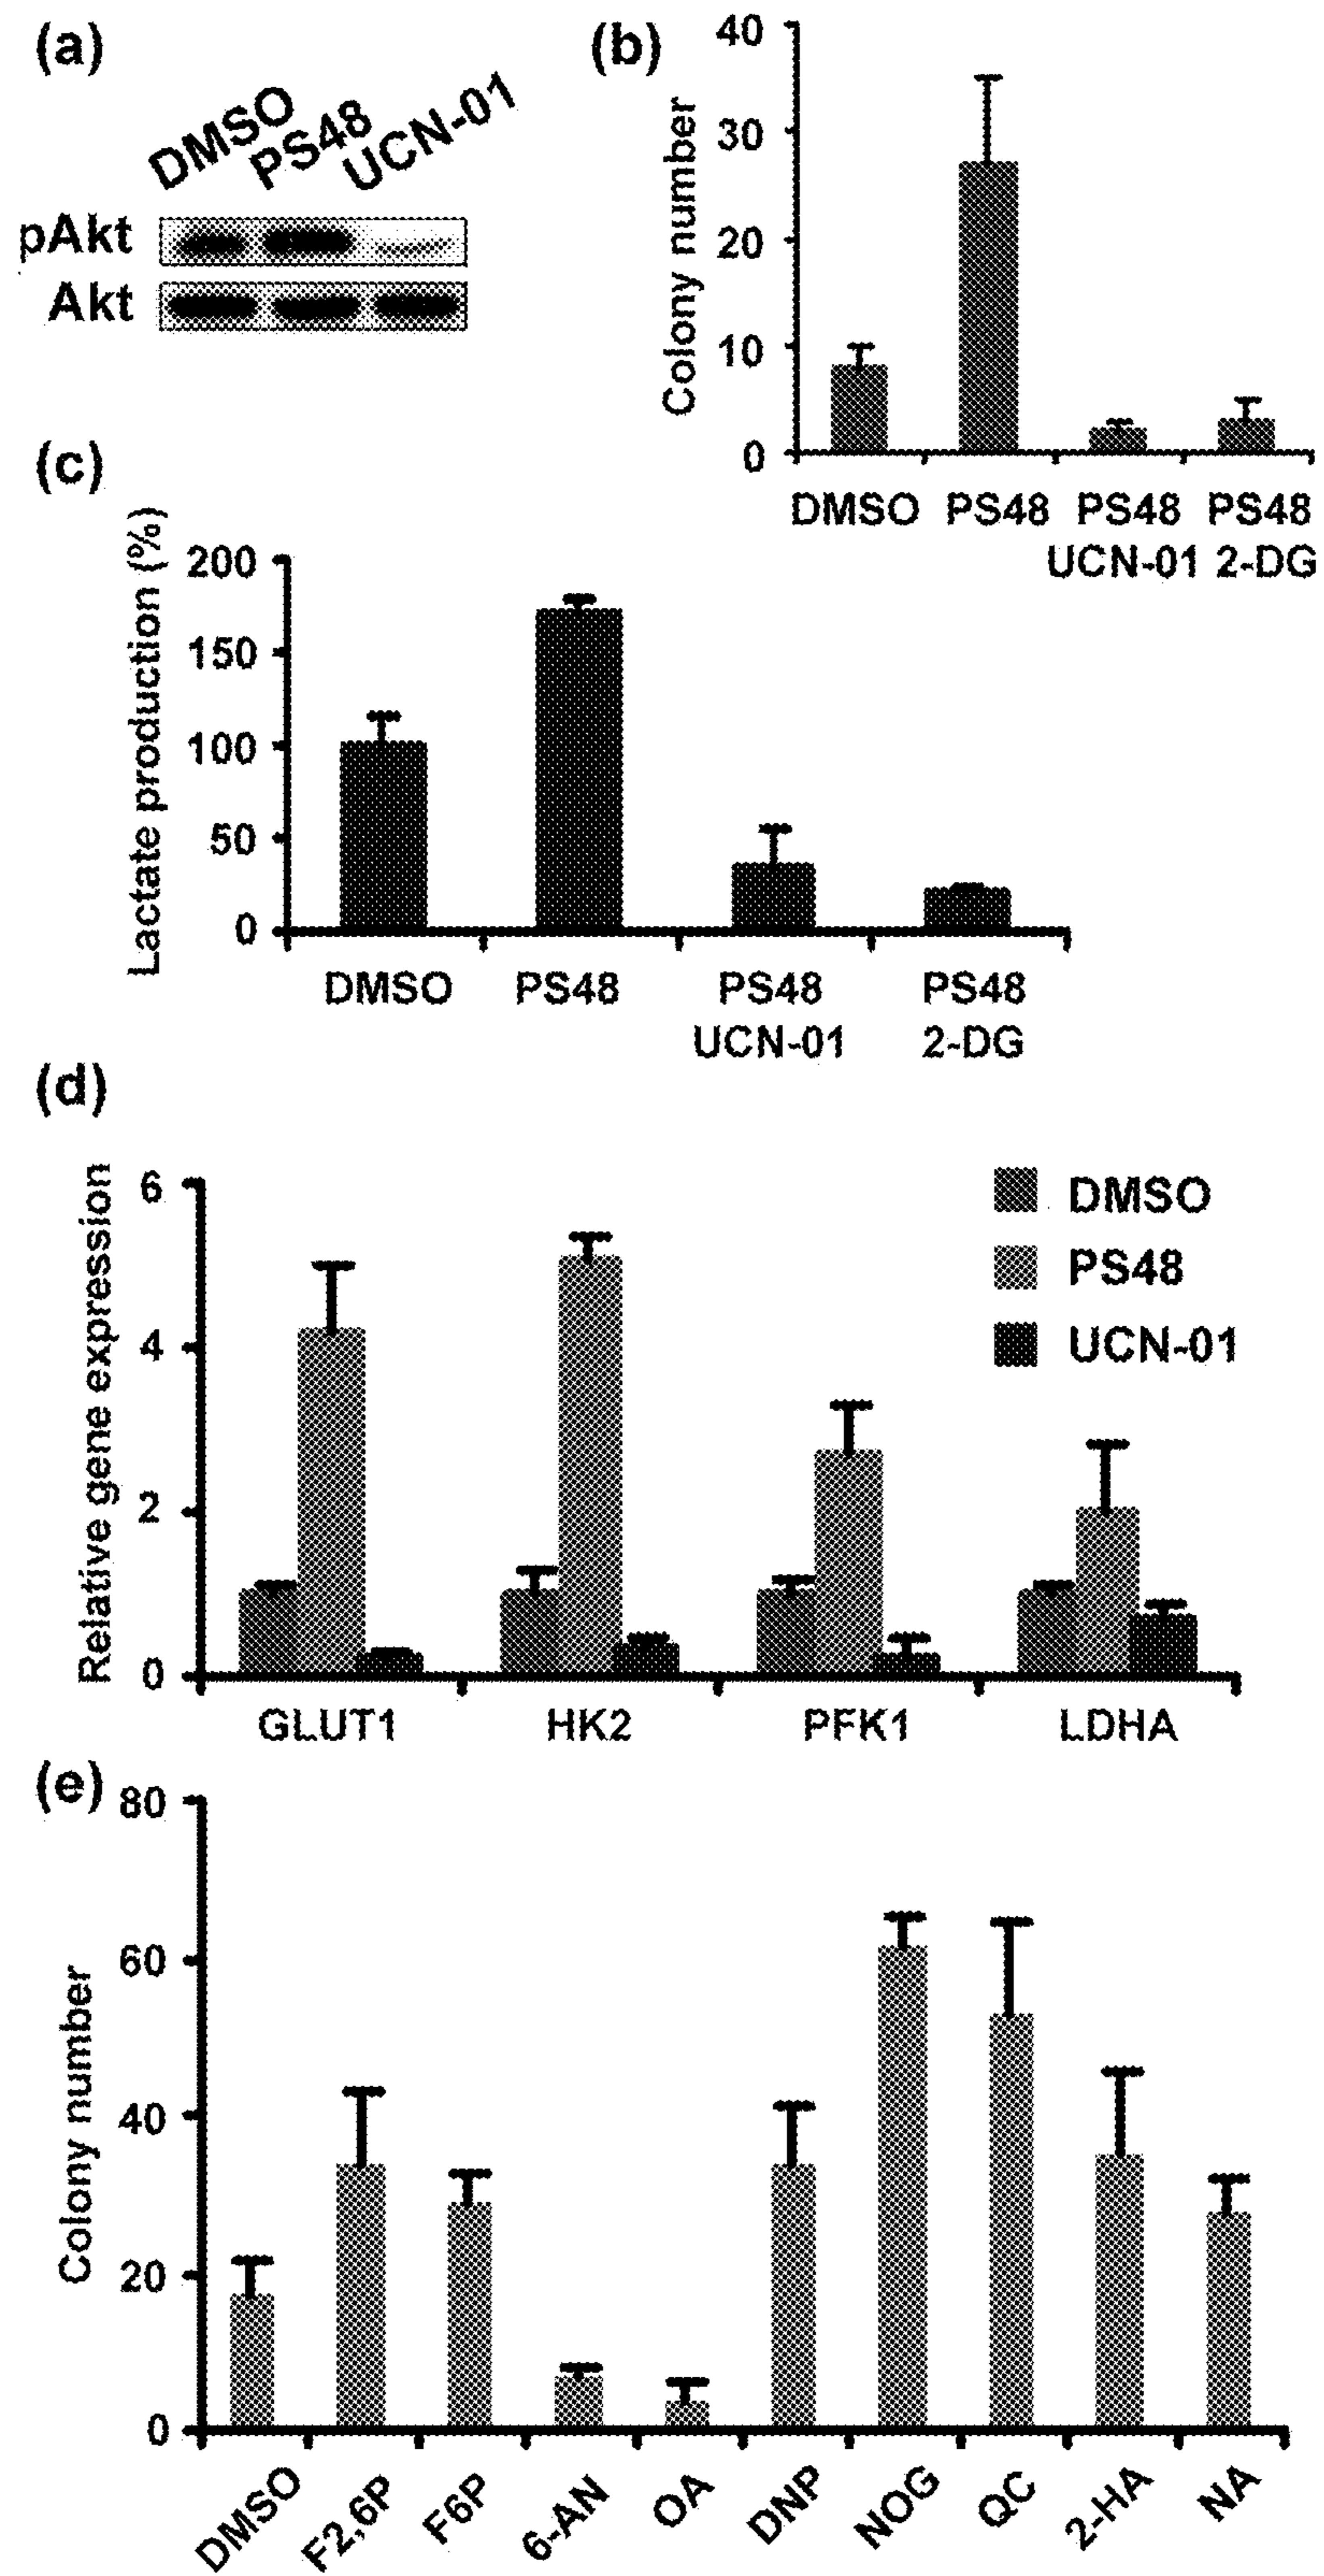 (a)
DMSO
PS48
UCN-01
pAkt
Akt
(b)
Colony number
40
30
20
10
0
DMSO PS48 PS48 PS48
UCN-01 2-DG
(c)
Lactate production (%)
200
150
100
50
0
DMSO PS48 PS48 PS48
UCN-01 2-DG
(d)
Relative gene expression
6
4
2
0
DMSO
PS48
UCN-01
GLUT1 HK2 PFK1 LDHA
(e)
Colony number
80
60
40
20
0
DMSO F2,6P F6P 6-AN OA DNP NOG QC 2-HA NA